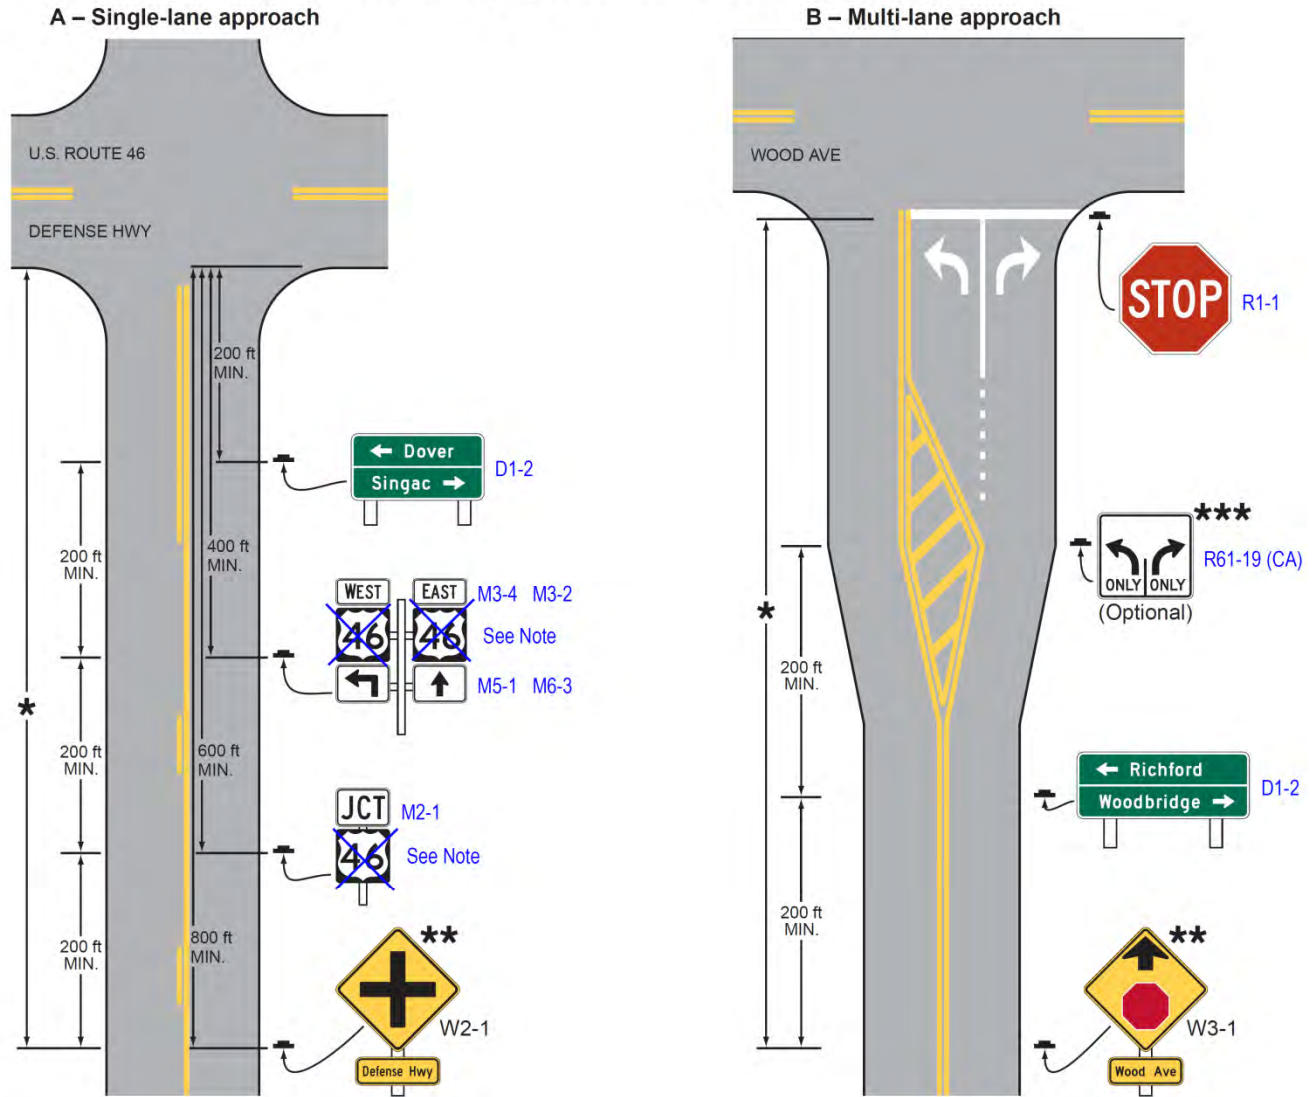 A – Single-lane approach
U.S. ROUTE 46
DEFENSE HWY
200 ft
MIN.
← Dover
Singac →
D1-2
200 ft
MIN.
400 ft
MIN.
WEST
EAST
M3-4 M3-2
46
46
See Note
M5-1 M6-3
*
200 ft
MIN.
600 ft
MIN.
JCT
M2-1
46
See Note
200 ft
MIN.
800 ft
MIN.
**
W2-1
Defense Hwy
B – Multi-lane approach
WOOD AVE
STOP
R1-1
***
ONLY ONLY
R61-19 (CA)
(Optional)
*
200 ft
MIN.
← Richford
Woodbridge →
D1-2
200 ft
MIN.
**
W3-1
Wood Ave